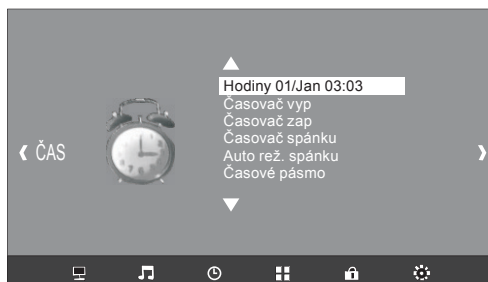 ČAS
Hodiny 01/Jan 03:03
Časovač vyp
Časovač zap
Časovač spánku
Auto rež. spánku
Časové pásmo